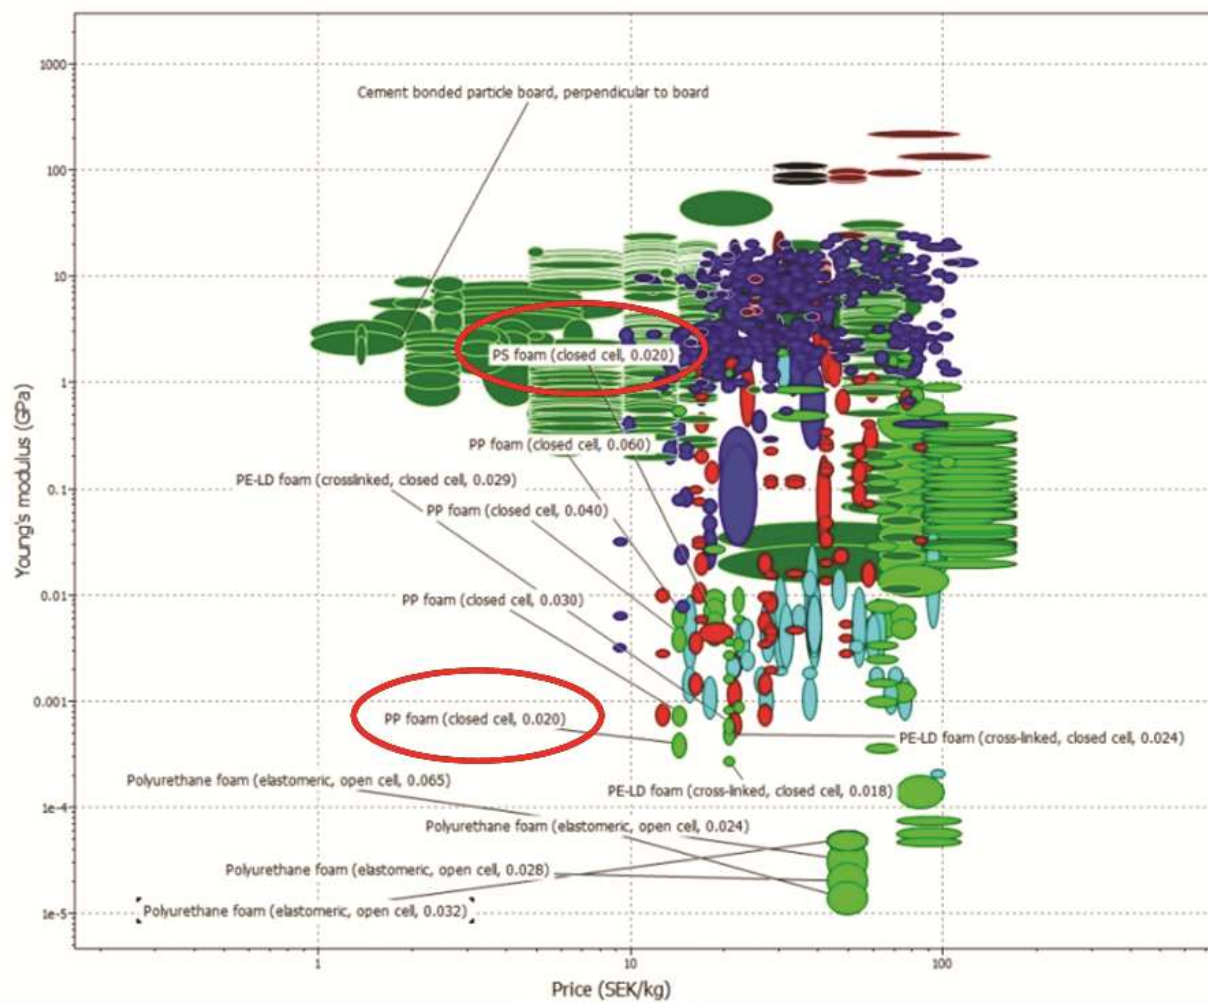 1000
Cement bonded particle board, perpendicular to board
100
10
PS foam (closed cell, 0.020)
1
PP foam (closed cell, 0.060)
PE-LD foam (crosslinked, closed cell, 0.029)
0.1
PP foam (closed cell, 0.040)
Young's modulus (GPa)
0.01
PP foam (closed cell, 0.030)
0.001
PP foam (closed cell, 0.020)
PE-LD foam (cross-linked, closed cell, 0.024)
Polyurethane foam (elastomeric, open cell, 0.065)
PE-LD foam (cross-linked, closed cell, 0.018)
1e-4
Polyurethane foam (elastomeric, open cell, 0.024)
Polyurethane foam (elastomeric, open cell, 0.028)
Polyurethane foam (elastomeric, open cell, 0.032)
1e-5
1
10
100
Price (SEK/kg)